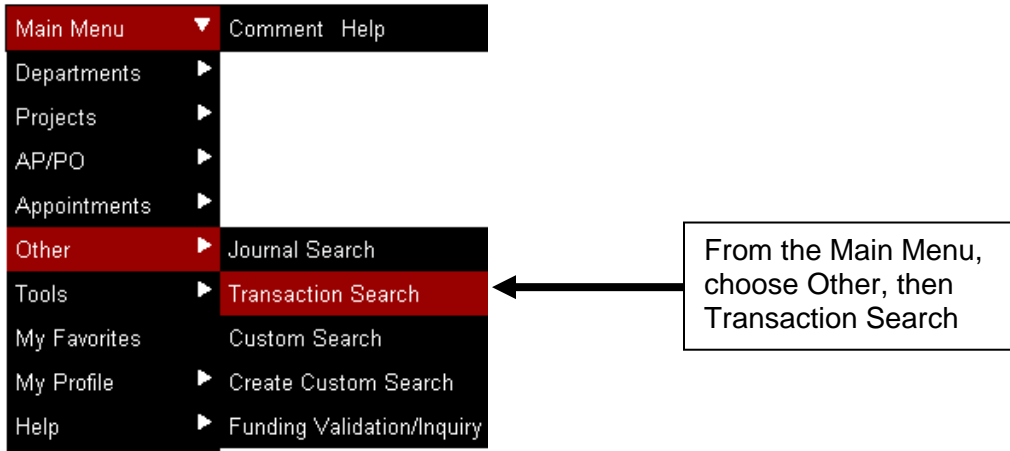 Main Menu Comment Help
Departments
Projects
AP/PO
Appointments
Other Journal Search
Tools Transaction Search
My Favorites Custom Search
My Profile Create Custom Search
Help Funding Validation/Inquiry
From the Main Menu,
choose Other, then
Transaction Search